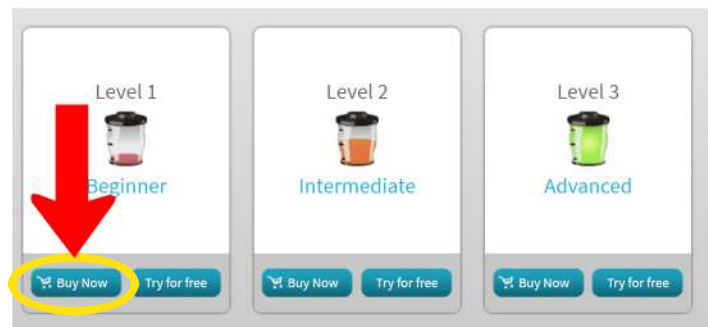 Level 1
Beginner
Buy Now
Try for free
Level 2
Intermediate
Buy Now
Try for free
Level 3
Advanced
Buy Now
Try for free